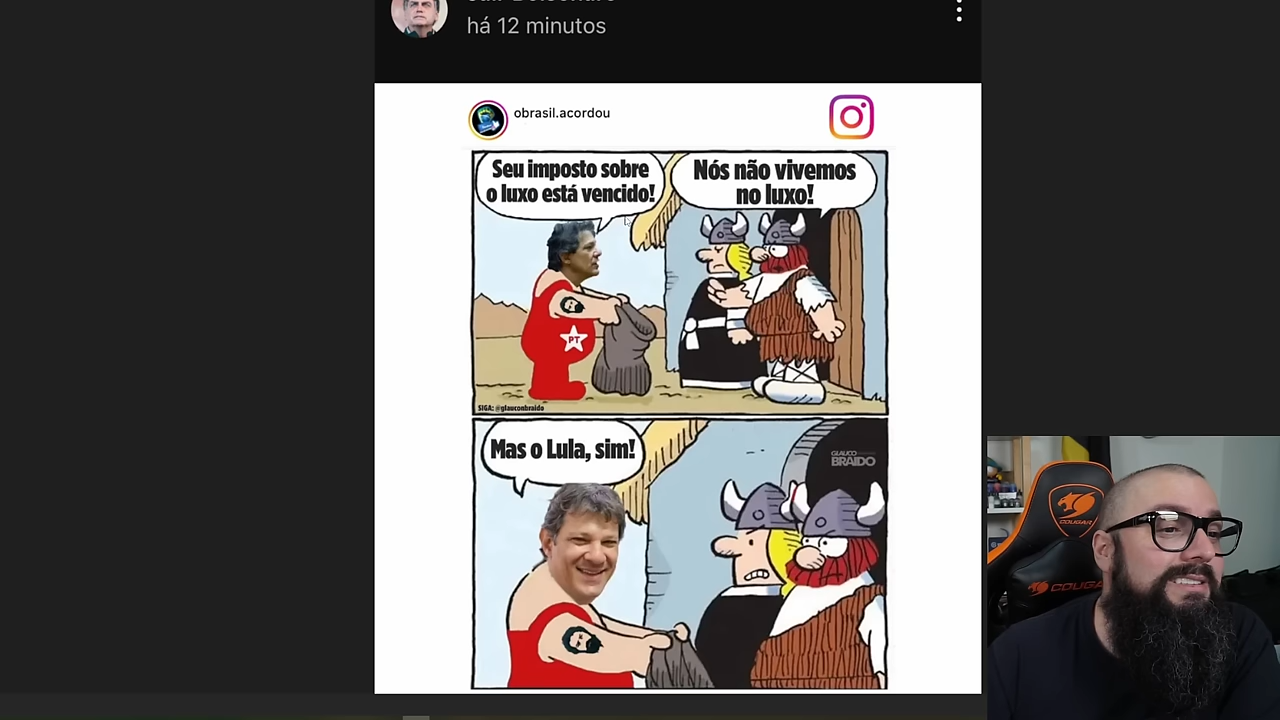 há 12 minutos
obrasil.acordou
Seu imposto sobre
o luxo está vencido!
Nós não vivemos
no luxo!
PT
SIGA: @glauconbraido
Mas o Lula, sim!
GLAUCO
BRAIDO
COUGAR
COUGA